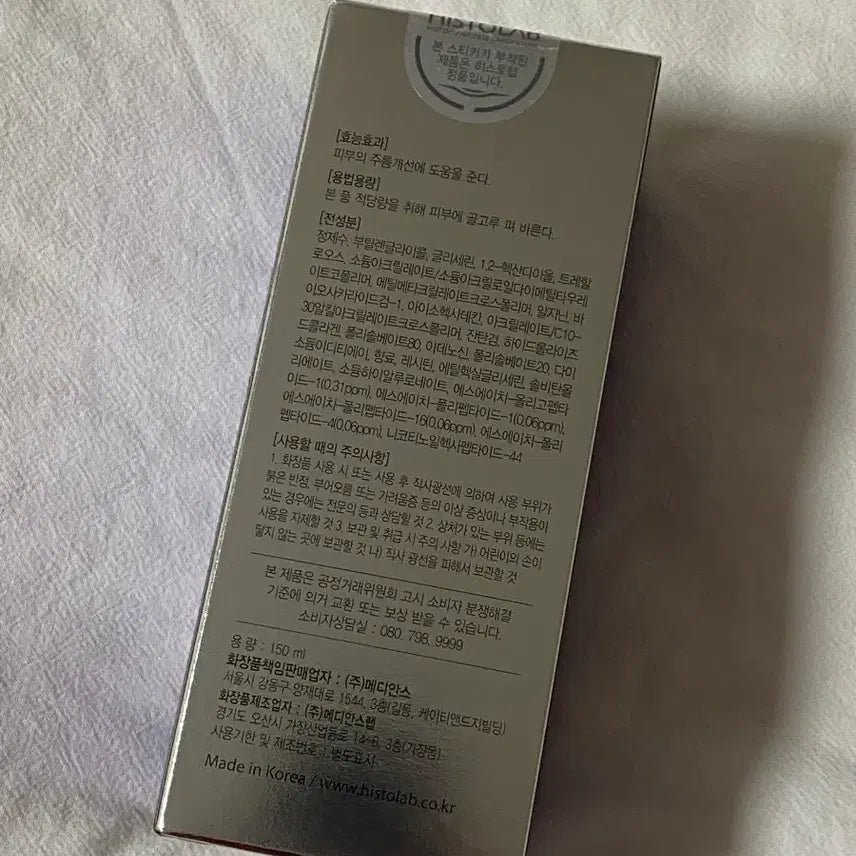 HISTOLAB
본 스티커가 부착된
제품은 히스토랩
정품입니다.
[효능효과]
피부의 주름개선에 도움을 준다.
[용법용량]
본 품 적당량을 취해 피부에 골고루 펴 바른다.
[전성분]
정제수, 부틸렌글라이콜, 글리세린, 1,2-헥산다이올, 트레할
로오스, 소듐아크릴레이트/소듐아크릴로일다이메틸타우레
이트코폴리머, 메틸메타크릴레이트크로스폴리머, 알지닌, 바
이오사카라이드검-1, 아이소헥사데칸, 아크릴레이트/C10-
30알킬아크릴레이트크로스폴리머, 잔탄검, 하이드롤라이즈
드콜라겐, 폴리솔베이트80, 아데노신, 폴리솔베이트20, 다이
소듐이디티에이, 향료, 레시틴, 에틸헥실글리세린, 솔비탄올
리에이트, 소듐하이알루로네이트, 에스에이치-올리고펩타
이드-1(0.31ppm), 에스에이치-폴리펩타이드-1(0.06ppm),
에스에이치-폴리펩타이드-16(0.06ppm), 에스에이치-폴리
펩타이드-4(0.06ppm), 니코티노일헥사펩타이드-44
[사용할 때의 주의사항]
1. 화장품 사용 시 또는 사용 후 직사광선에 의하여 사용 부위가
붉은 반점, 부어오름 또는 가려움증 등의 이상 증상이나 부작용이
있는 경우에는 전문의 등과 상담할 것 2. 상처가 있는 부위 등에는
사용을 자제할 것 3. 보관 및 취급 시 주의 사항 가) 어린이의 손이
닿지 않는 곳에 보관할 것 나) 직사 광선을 피해서 보관할 것
본 제품은 공정거래위원회 고시 소비자 분쟁해결
기준에 의거 교환 또는 보상 받을 수 있습니다.
소비자상담실 : 080. 798. 9999
용 량 : 150 ml
화장품책임판매업자 : (주)메디안스
서울시 강동구 양재대로 1644, 3층(길동, 케이티앤드지빌딩)
화장품제조업자 : (주)메디안스랩
경기도 오산시 가장산업동로 14-6, 3층(가장동)
사용기한 및 제조번호 : 별도표시
Made in Korea / www.histolab.co.kr